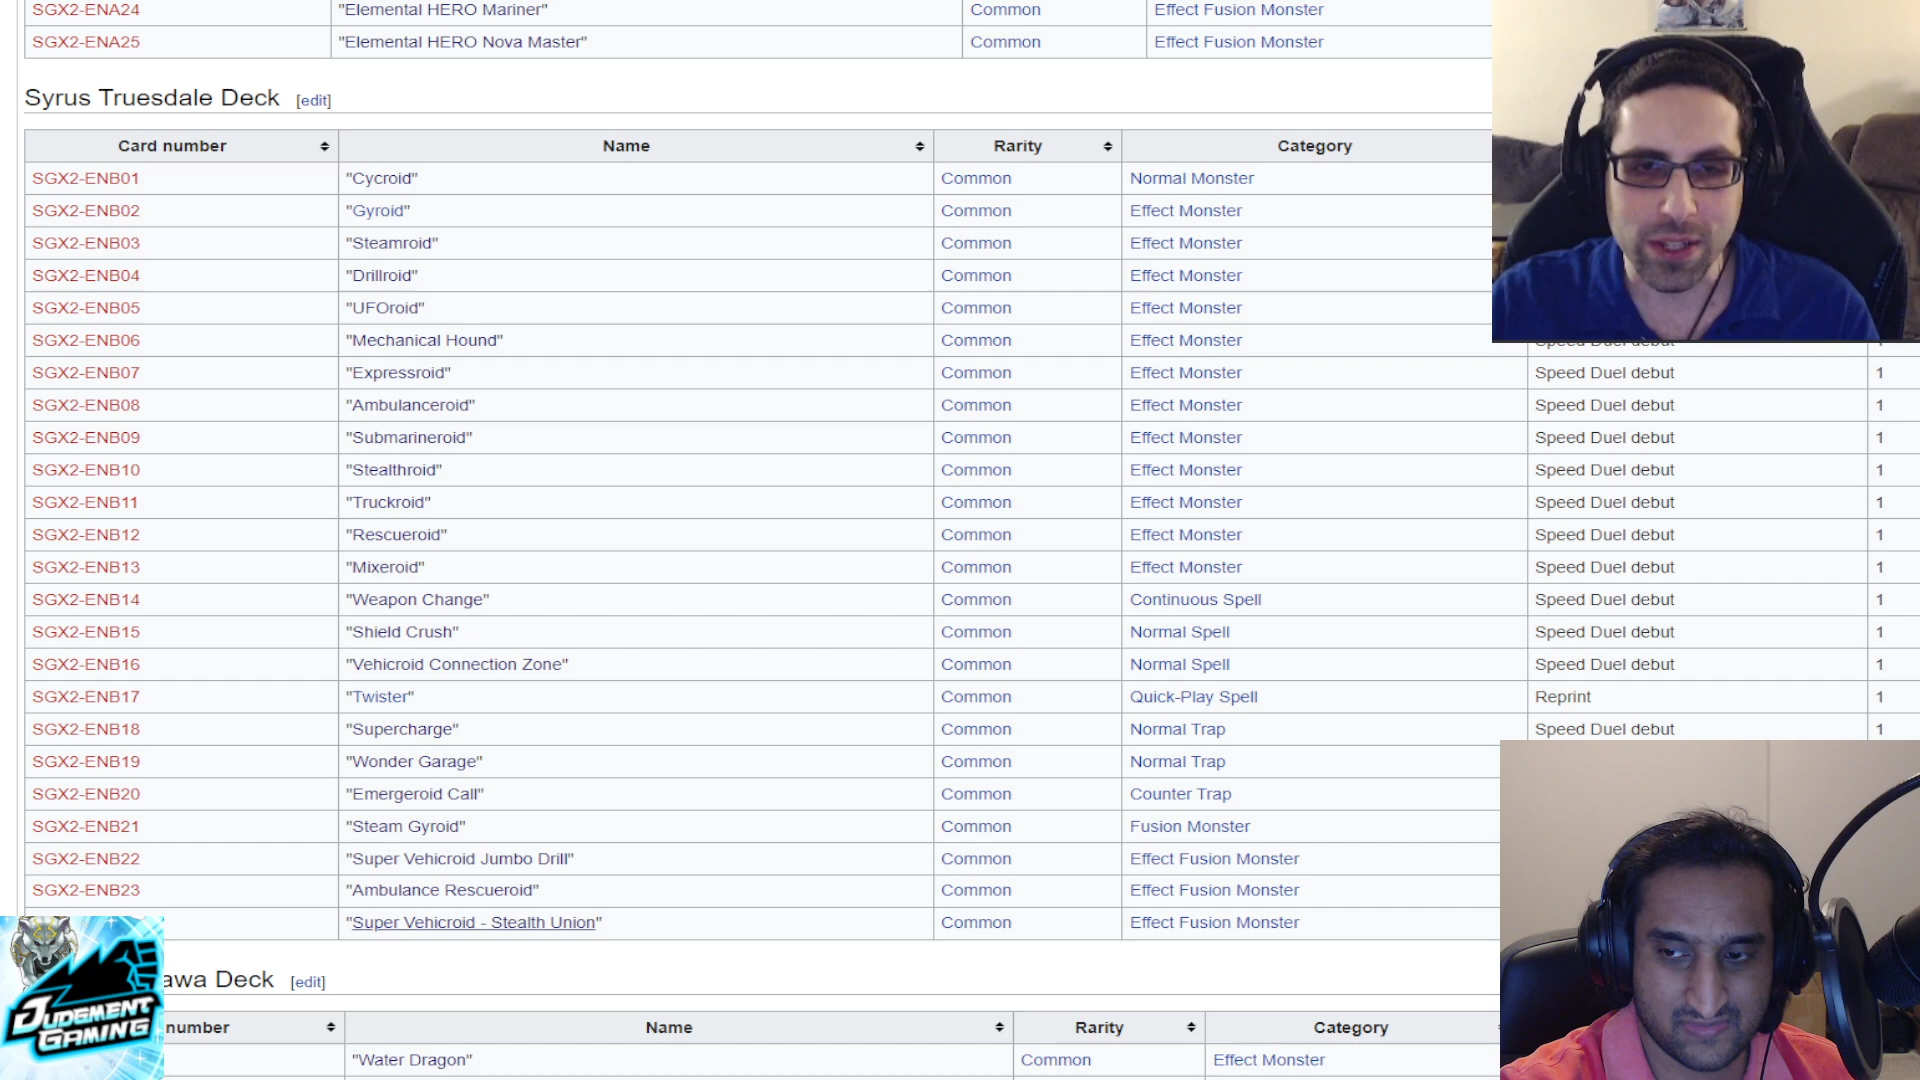 SGX2-ENA24 "Elemental HERO Mariner" Common Effect Fusion Monster
SGX2-ENA25 "Elemental HERO Nova Master" Common Effect Fusion Monster
Syrus Truesdale Deck [edit]
Card number Name Rarity Category
SGX2-ENB01 "Cycroid" Common Normal Monster
SGX2-ENB02 "Gyroid" Common Effect Monster
SGX2-ENB03 "Steamroid" Common Effect Monster
SGX2-ENB04 "Drillroid" Common Effect Monster
SGX2-ENB05 "UFOroid" Common Effect Monster
SGX2-ENB06 "Mechanical Hound" Common Effect Monster Speed Duel debut
SGX2-ENB07 "Expressroid" Common Effect Monster Speed Duel debut 1
SGX2-ENB08 "Ambulanceroid" Common Effect Monster Speed Duel debut 1
SGX2-ENB09 "Submarineroid" Common Effect Monster Speed Duel debut 1
SGX2-ENB10 "Stealthroid" Common Effect Monster Speed Duel debut 1
SGX2-ENB11 "Truckroid" Common Effect Monster Speed Duel debut 1
SGX2-ENB12 "Rescueroid" Common Effect Monster Speed Duel debut 1
SGX2-ENB13 "Mixeroid" Common Effect Monster Speed Duel debut 1
SGX2-ENB14 "Weapon Change" Common Continuous Spell Speed Duel debut 1
SGX2-ENB15 "Shield Crush" Common Normal Spell Speed Duel debut 1
SGX2-ENB16 "Vehicroid Connection Zone" Common Normal Spell Speed Duel debut 1
SGX2-ENB17 "Twister" Common Quick-Play Spell Reprint 1
SGX2-ENB18 "Supercharge" Common Normal Trap Speed Duel debut 1
SGX2-ENB19 "Wonder Garage" Common Normal Trap
SGX2-ENB20 "Emergeroid Call" Common Counter Trap
SGX2-ENB21 "Steam Gyroid" Common Fusion Monster
SGX2-ENB22 "Super Vehicroid Jumbo Drill" Common Effect Fusion Monster
SGX2-ENB23 "Ambulance Rescueroid" Common Effect Fusion Monster
"Super Vehicroid - Stealth Union" Common Effect Fusion Monster
awa Deck [edit]
number Name Rarity Category
"Water Dragon" Common Effect Monster
JUDGMENT
GAMING